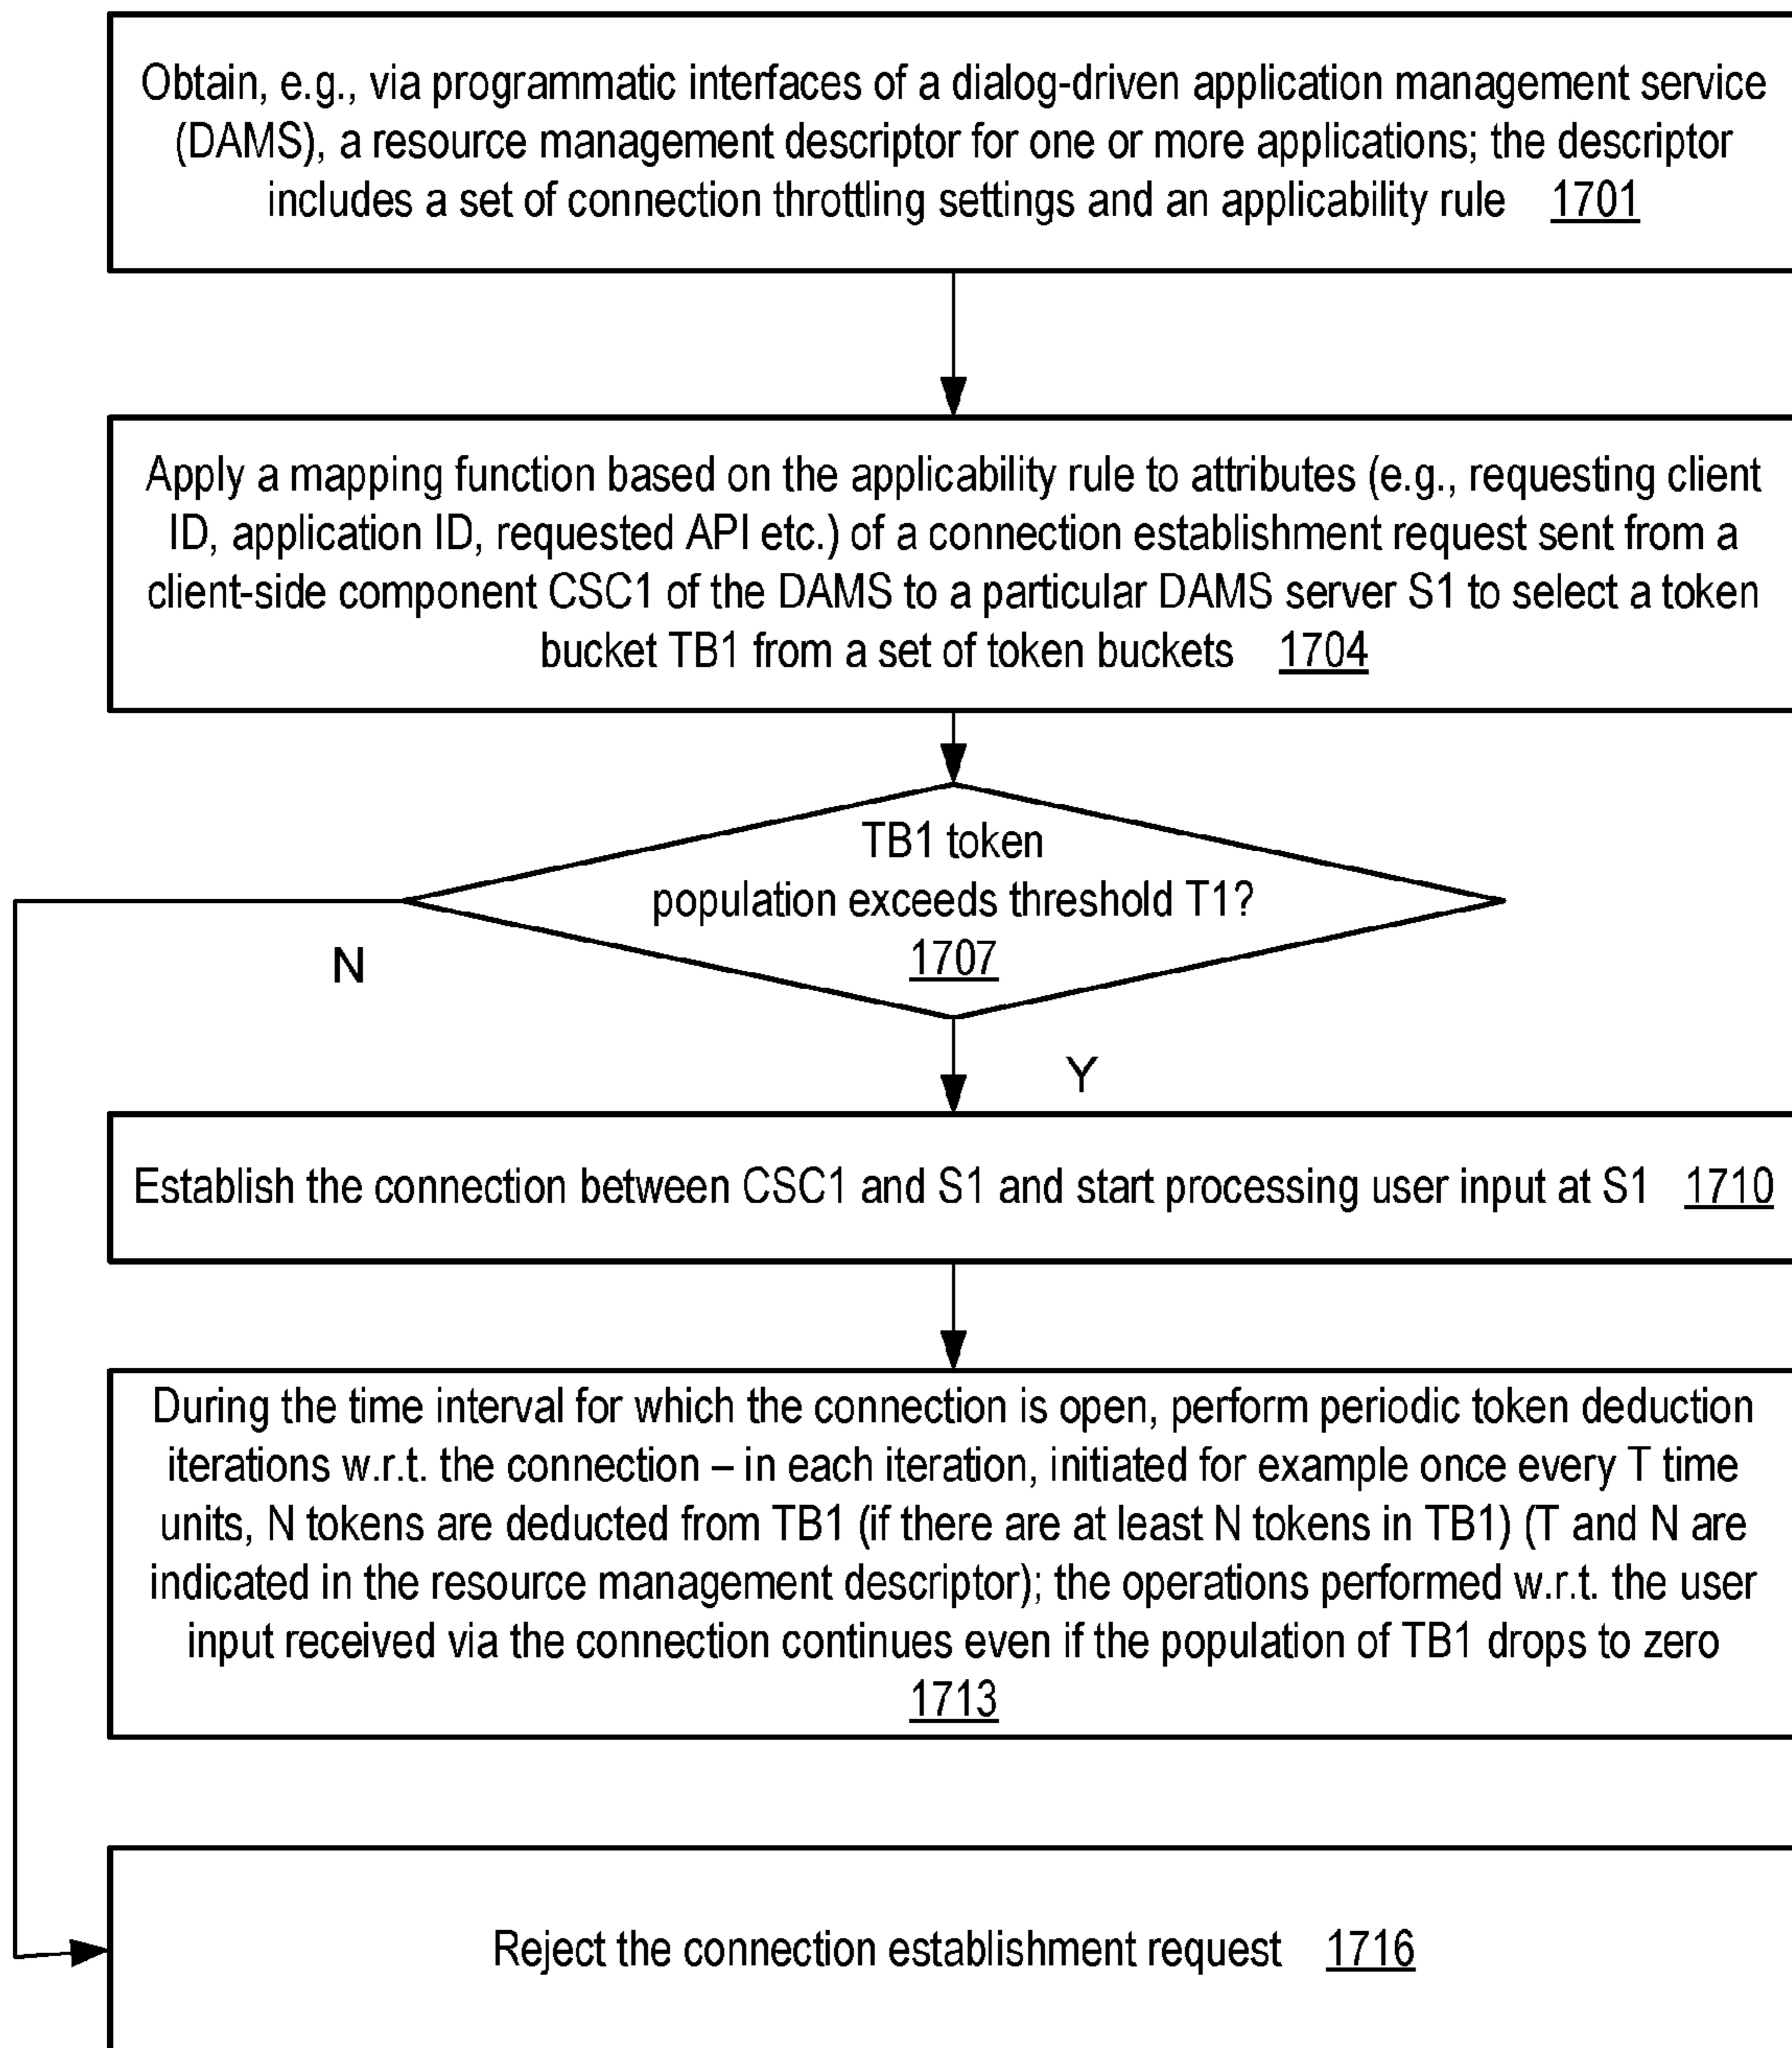 Obtain, e.g., via programmatic interfaces of a dialog-driven application management service
(DAMS), a resource management descriptor for one or more applications; the descriptor
includes a set of connection throttling settings and an applicability rule 1701
Apply a mapping function based on the applicability rule to attributes (e.g., requesting client
ID, application ID, requested API etc.) of a connection establishment request sent from a
client-side component CSC1 of the DAMS to a particular DAMS server S1 to select a token
bucket TB1 from a set of token buckets 1704
TB1 token
population exceeds threshold T1?
1707
N
Y
Establish the connection between CSC1 and S1 and start processing user input at S1 1710
During the time interval for which the connection is open, perform periodic token deduction
iterations w.r.t. the connection – in each iteration, initiated for example once every T time
units, N tokens are deducted from TB1 (if there are at least N tokens in TB1) (T and N are
indicated in the resource management descriptor); the operations performed w.r.t. the user
input received via the connection continues even if the population of TB1 drops to zero
1713
Reject the connection establishment request 1716